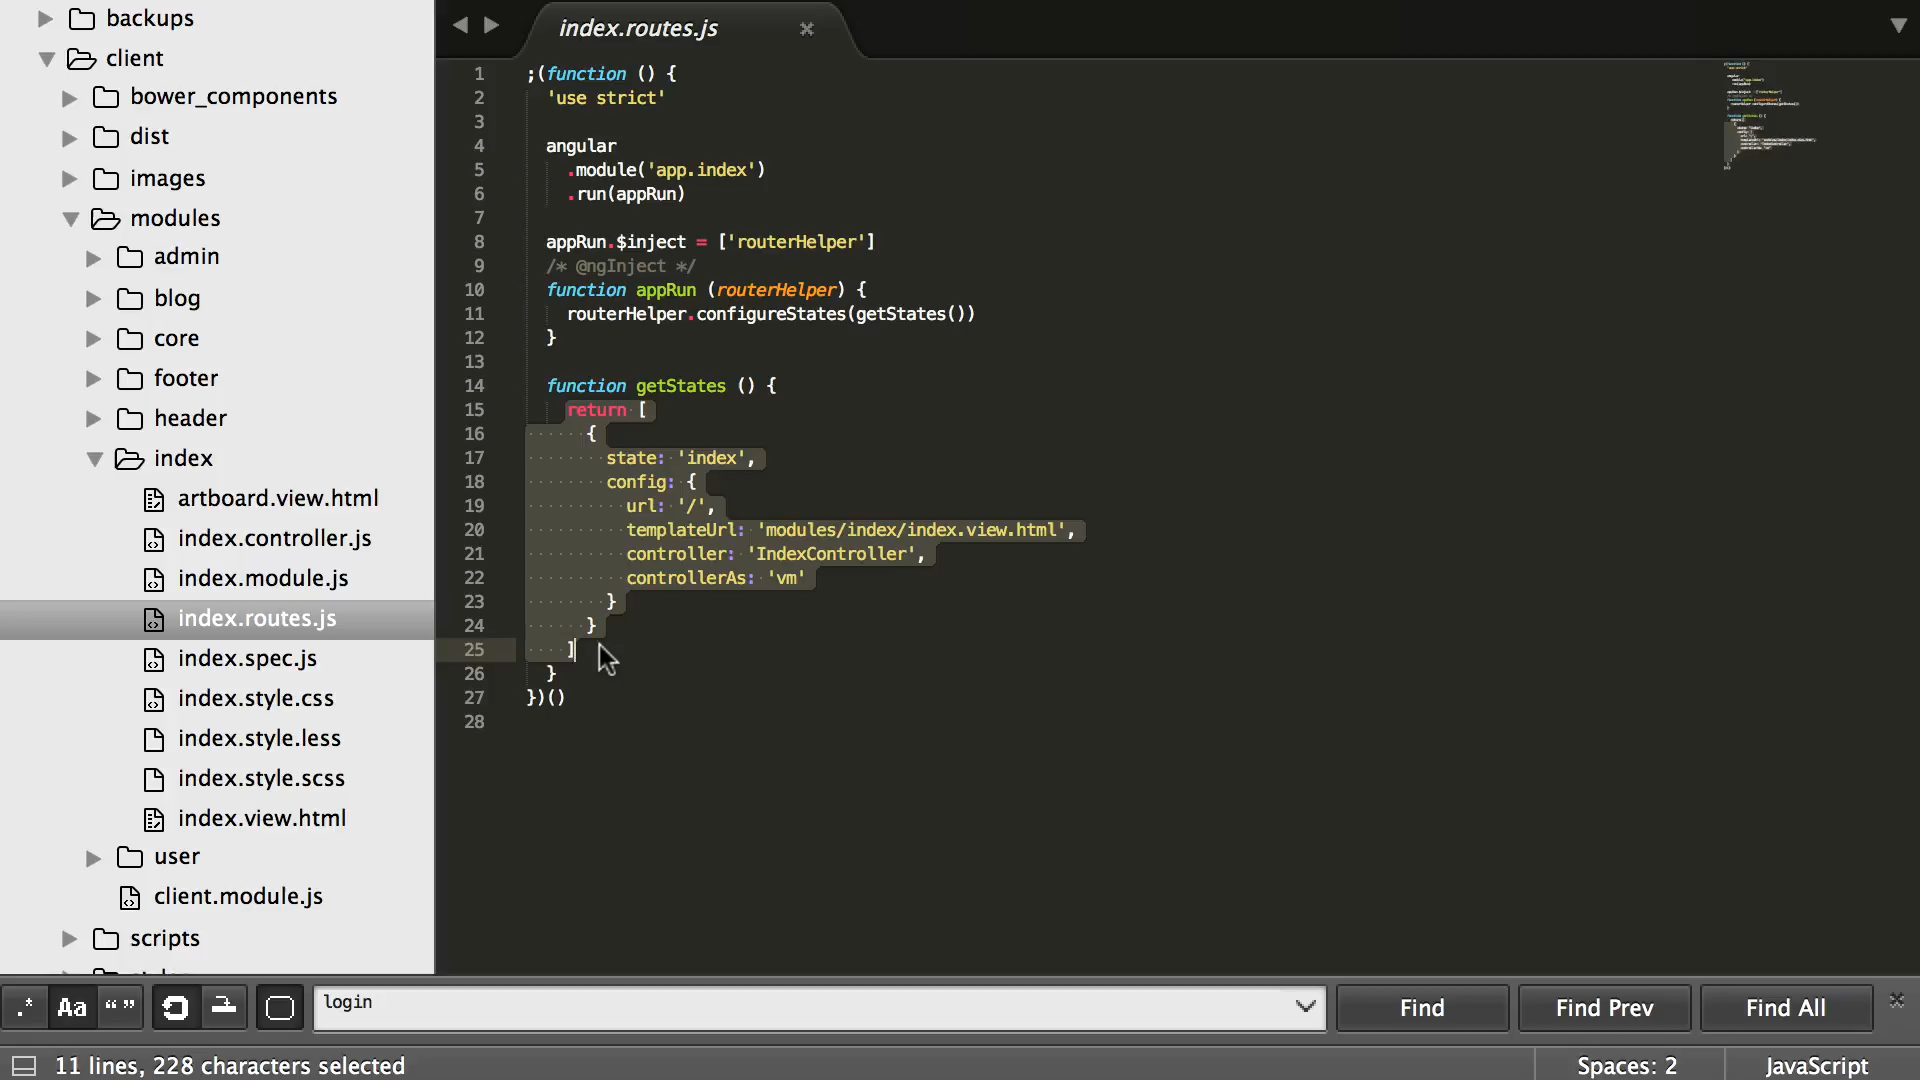 backups
client
bower_components
dist
images
modules
admin
blog
core
footer
header
index
artboard.view.html
index.controller.js
index.module.js
index.routes.js
index.spec.js
index.style.css
index.style.less
index.style.scss
index.view.html
user
client.module.js
scripts
index.routes.js
1 ;(function () {
2 'use strict'
3
4 angular
5 .module('app.index')
6 .run(appRun)
7
8 appRun.$inject = ['routerHelper']
9 /* @ngInject */
10 function appRun (routerHelper) {
11 routerHelper.configureStates(getStates())
12 }
13
14 function getStates () {
15 return [
16 {
17 state: 'index',
18 config: {
19 url: '/',
20 templateUrl: 'modules/index/index.view.html',
21 controller: 'IndexController',
22 controllerAs: 'vm'
23 }
24 }
25 ]
26 }
27 })()
28
.* Aa “ ” login Find Find Prev Find All
11 lines, 228 characters selected Spaces: 2 JavaScript